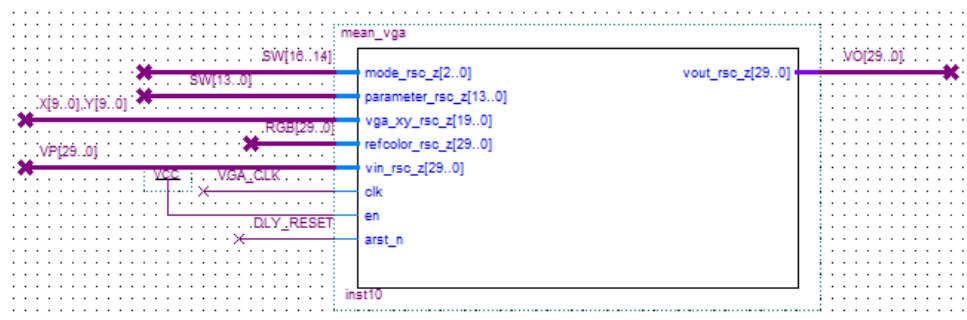 mean_vga
SW[16..14]
mode_rsc_z[2..0]
vout_rsc_z[29..0]
VO[29..0]
SW[13..0]
parameter_rsc_z[13..0]
X[9..0],Y[9..0]
vga_xy_rsc_z[19..0]
RGB[29..0]
refcolor_rsc_z[29..0]
VP[29..0]
vin_rsc_z[29..0]
VCC
VGA_CLK
clk
en
DLY_RESET
arst_n
inst10